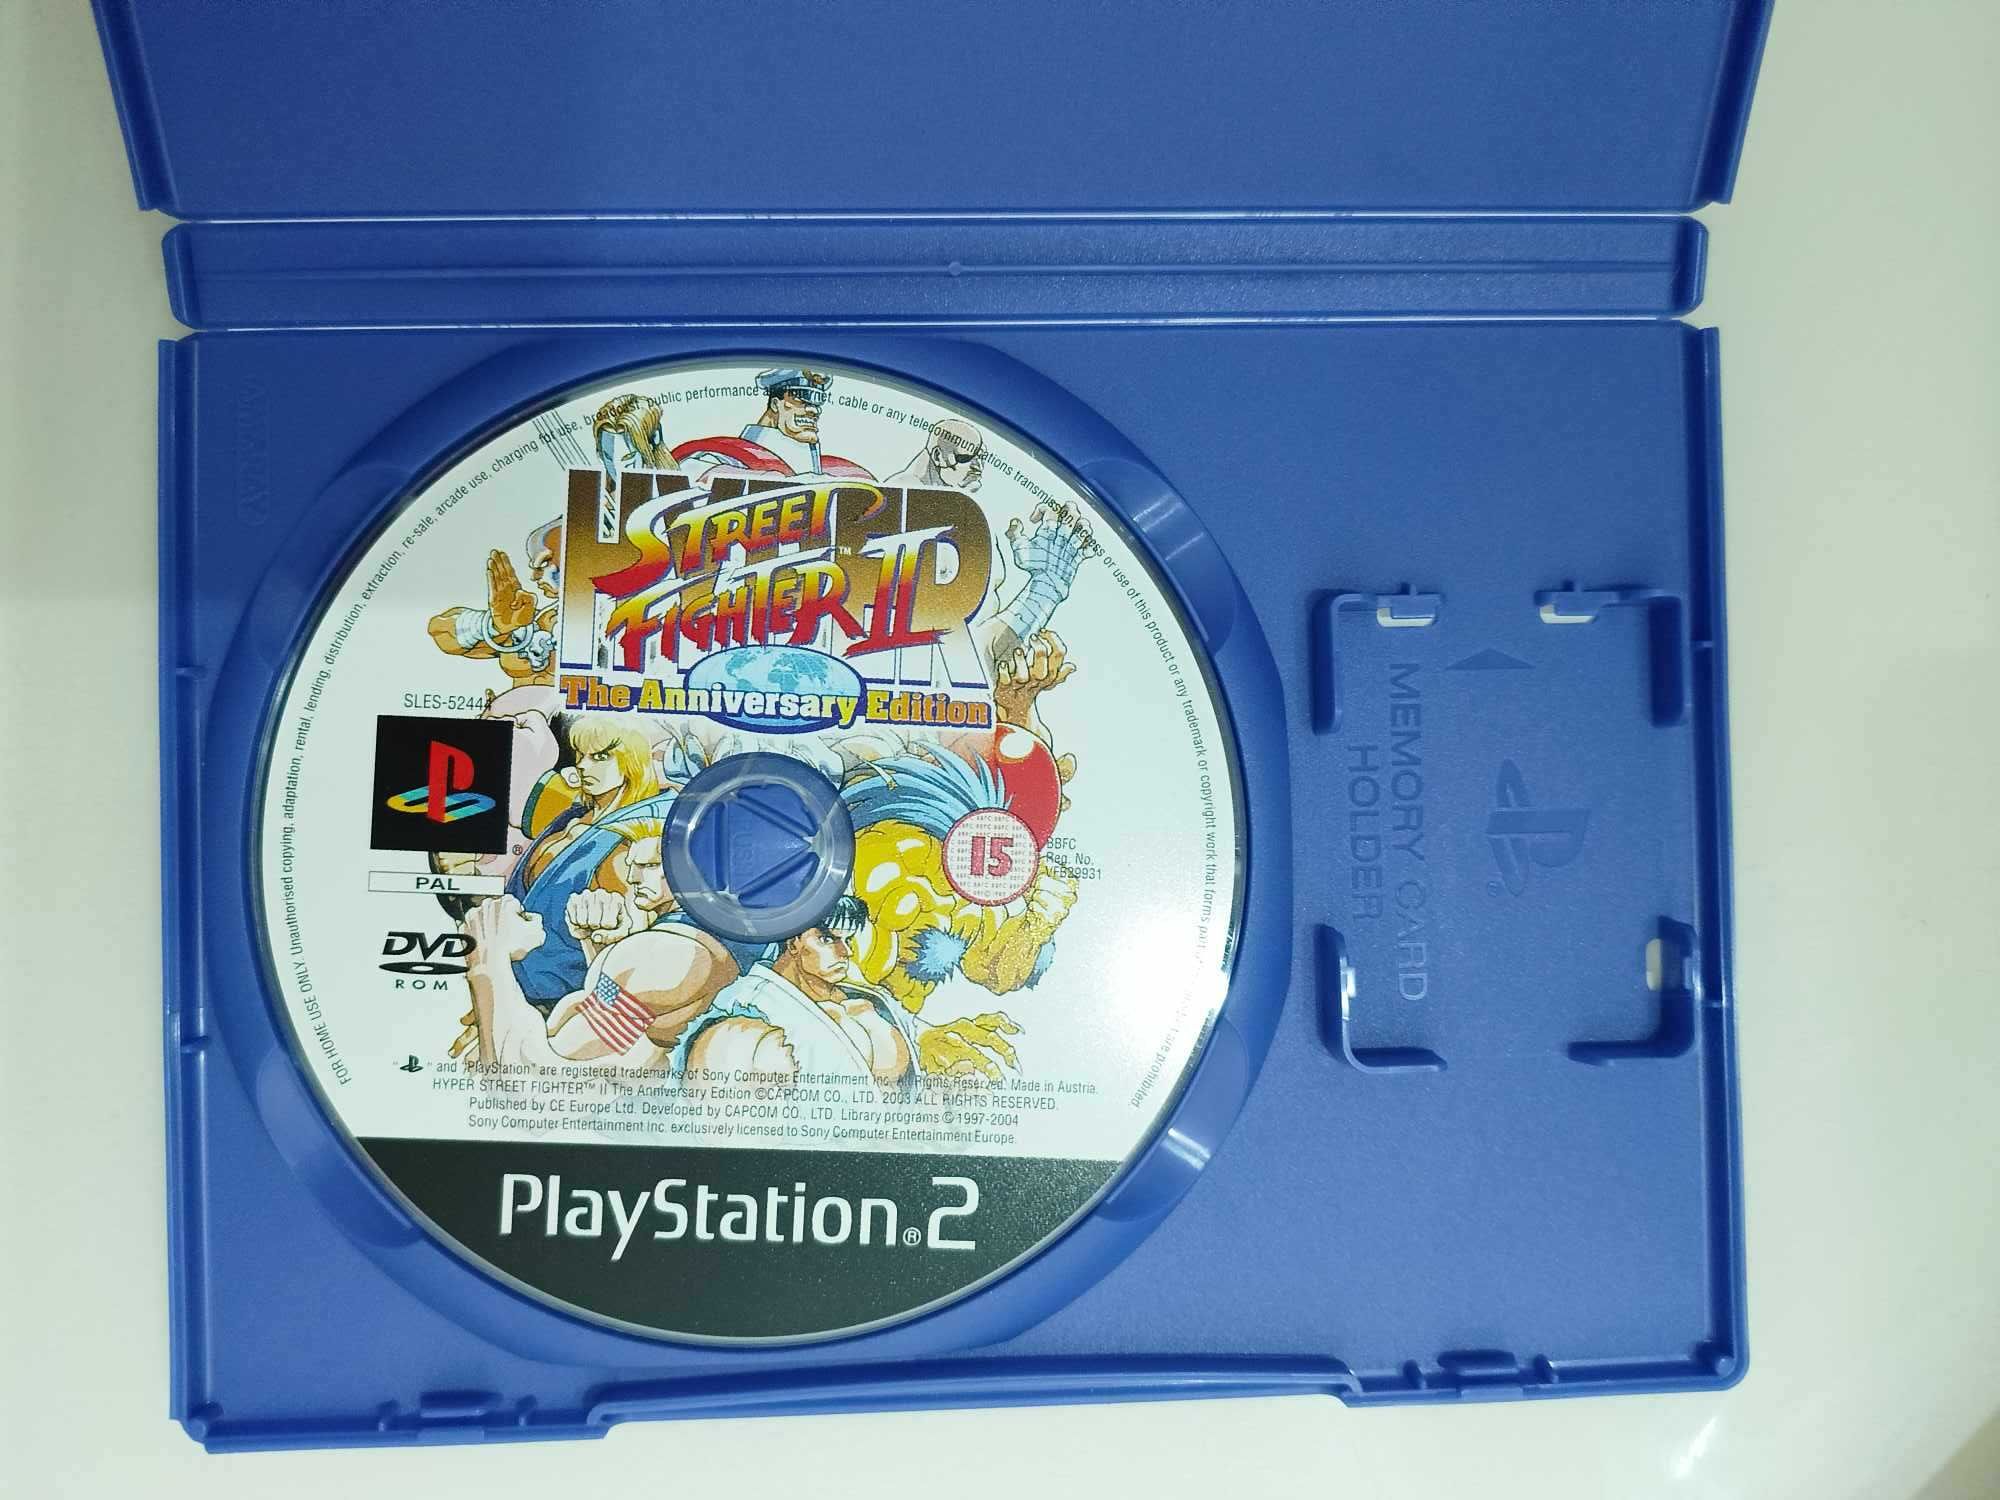 FOR HOME USE ONLY. Unauthorised copying, adaptation, rental, lending, distribution, extraction, re-sale, arcade use, charging for use, broadcast, public performance and internet, cable or any telecommunications transmission, access or use of this product or any trademark or copyright work that forms part are prohibited.
HYPER
STREET
FIGHTER II
™
The Anniversary Edition
SLES-52444
®
PAL
DVD
ROM
15
BBFC
Reg. No.
VFB29931
" " and "PlayStation" are registered trademarks of Sony Computer Entertainment Inc. All Rights Reserved. Made in Austria.
HYPER STREET FIGHTER™ II The Anniversary Edition ©CAPCOM CO., LTD. 2003 ALL RIGHTS RESERVED.
Published by CE Europe Ltd. Developed by CAPCOM CO., LTD. Library programs © 1997-2004
Sony Computer Entertainment Inc. exclusively licensed to Sony Computer Entertainment Europe.
PlayStation®2
MEMORY CARD
HOLDER
®
AMARAY